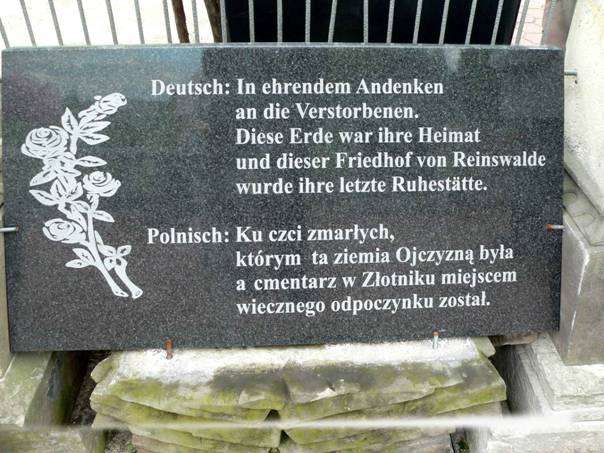 Deutsch: In ehrendem Andenken
an die Verstorbenen.
Diese Erde war ihre Heimat
und dieser Friedhof von Reinswalde
wurde ihre letzte Ruhestätte.
Polnisch: Ku czci zmarłych,
którym ta ziemia Ojczyzną była
a cmentarz w Złotniku miejscem
wiecznego odpoczynku został.